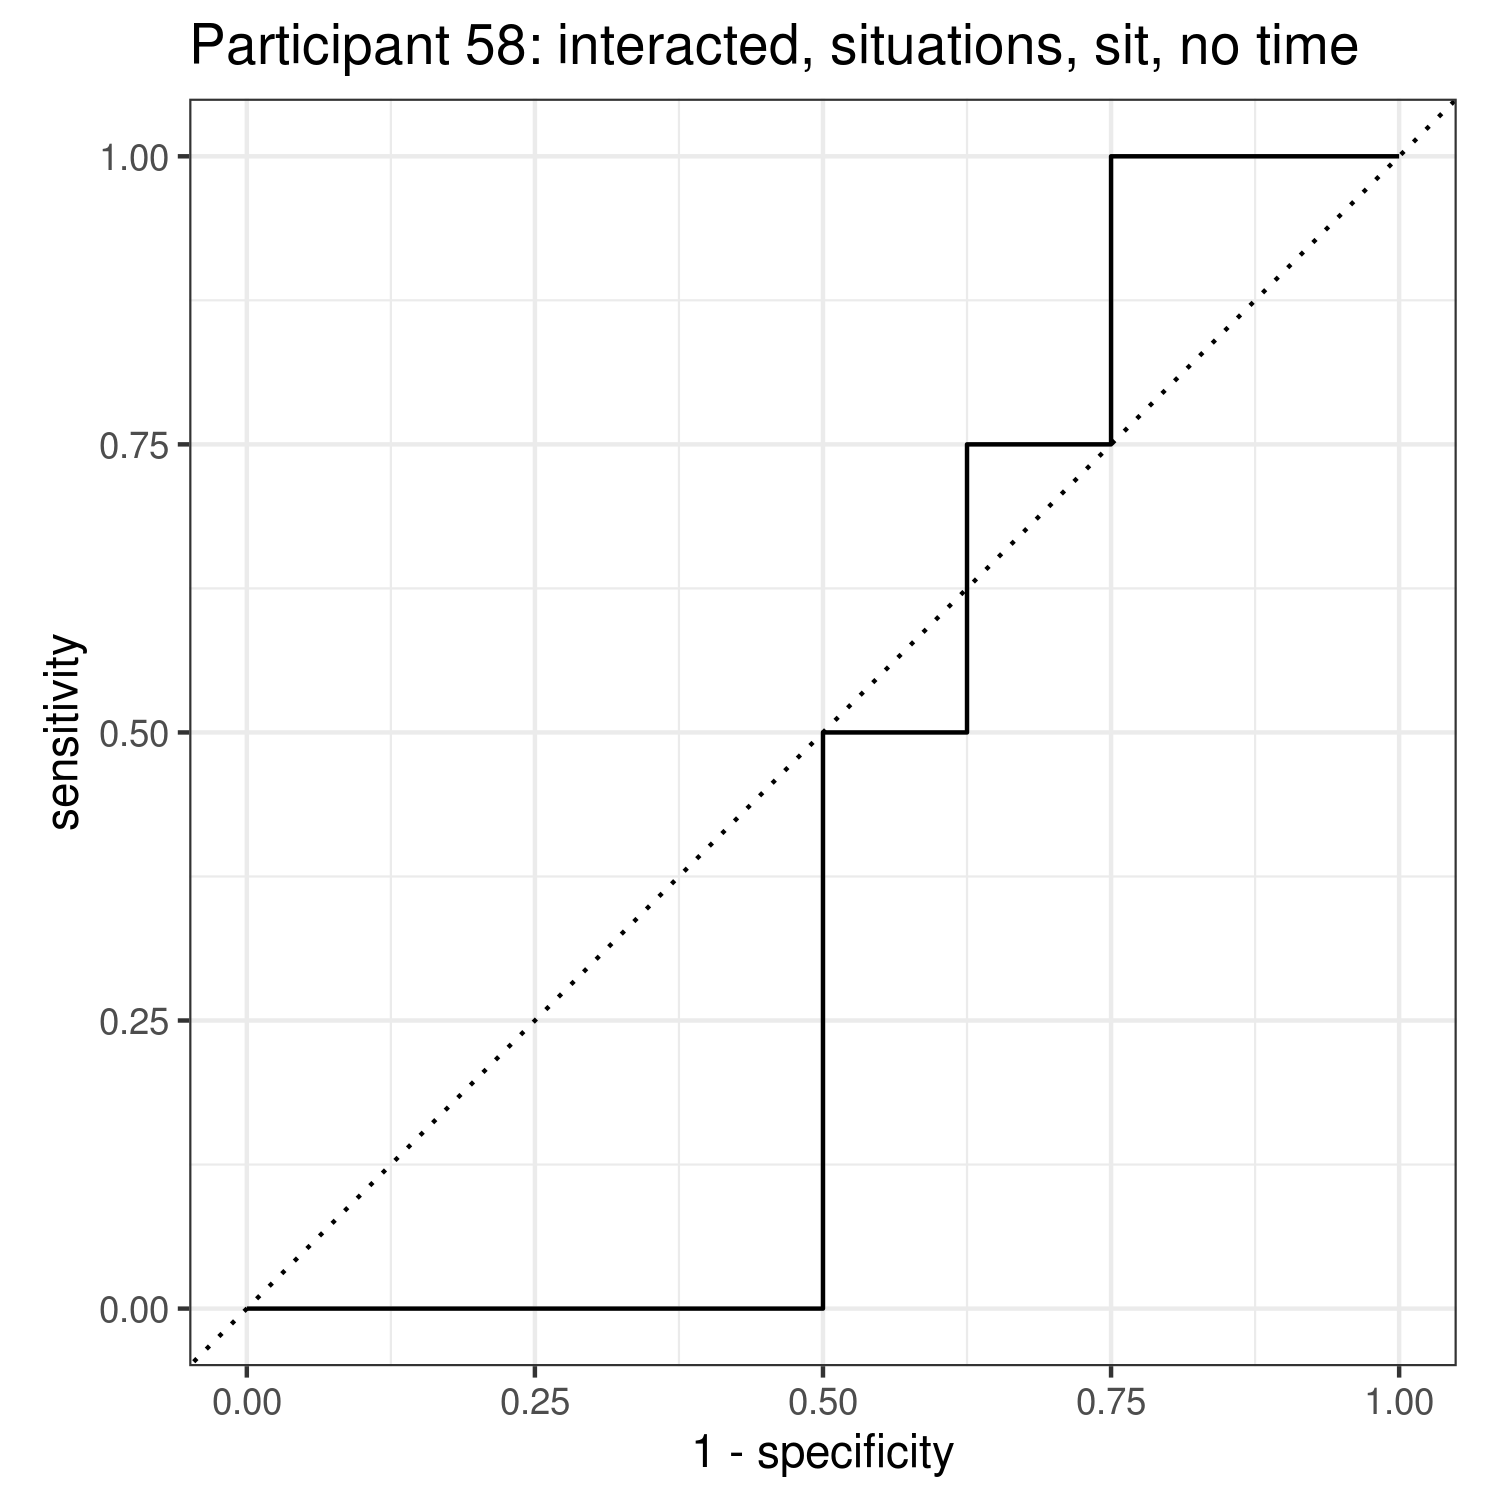 Participant 58: interacted, situations, sit, no time
1.00
0.75
0.50
0.25
0.00
sensitivity
0.00 0.25 0.50 0.75 1.00
1 - specificity